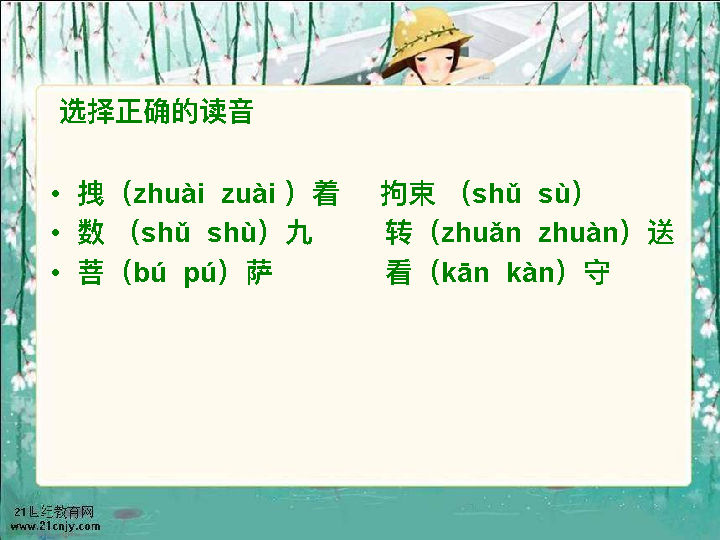 选择正确的读音
• 拽（zhuài zuài ）着 拘束 （shǔ sù）
• 数 （shǔ shù）九 转（zhuǎn zhuàn）送
• 菩（bú pú）萨 看（kān kàn）守
21世纪教育网
www.21cnjy.com